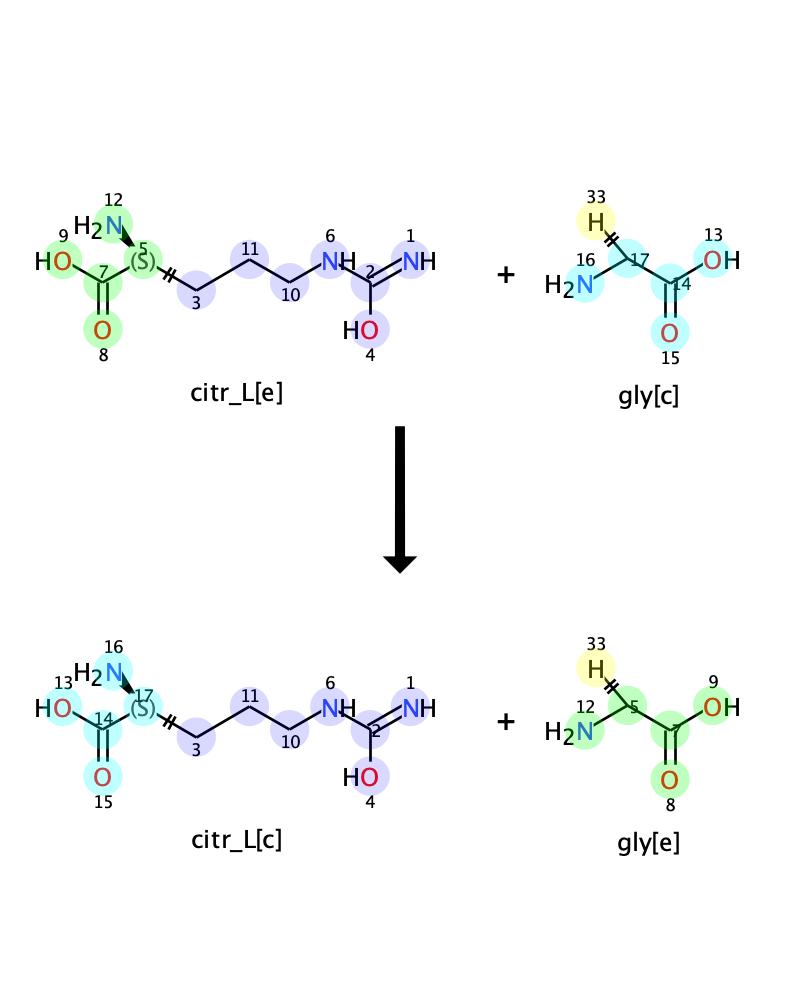 12
H₂N
9
5
HO
(S)
7
O
8
3
11
10
6
NH
2
1
NH
HO
4
citr_L[e]
+
33
H
16
H₂N
17
13
OH
14
O
15
gly[c]
16
H₂N
13
17
HO
(S)
14
O
15
3
11
10
6
NH
2
1
NH
HO
4
citr_L[c]
+
33
H
12
H₂N
5
9
OH
7
O
8
gly[e]